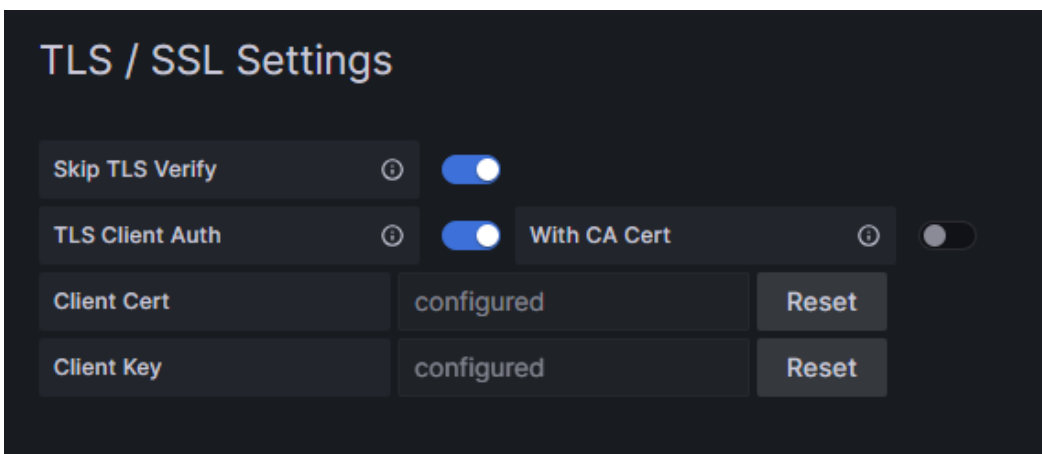 TLS / SSL Settings
Skip TLS Verify
TLS Client Auth With CA Cert
Client Cert configured Reset
Client Key configured Reset